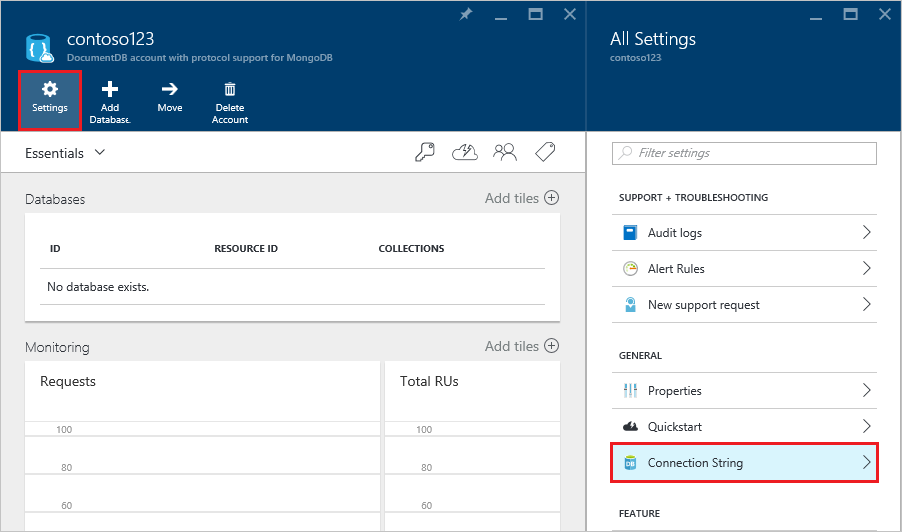 contoso123
DocumentDB account with protocol support for MongoDB
Settings
Add
Database.
Move
Delete
Account
Essentials
Databases
Add tiles
ID RESOURCE ID COLLECTIONS
No database exists.
Monitoring
Add tiles
Requests
100
80
60
Total RUs
100
80
60
All Settings
contoso123
Filter settings
SUPPORT + TROUBLESHOOTING
Audit logs
Alert Rules
New support request
GENERAL
Properties
Quickstart
DB
Connection String
FEATURE